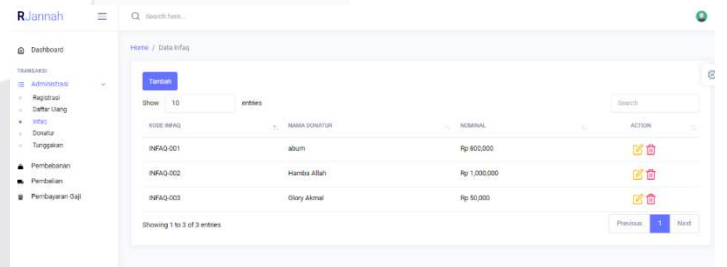 RJannah
Search here...
Dashboard
Home / Data Infaq
TRANSAKSI
Administrasi
Registrasi
Daftar Ulang
Infaq
Donatur
Tunggakan
Pembebanan
Pembelian
Pembayaran Gaji
Tambah
Show 10 entries
Search
KODE INFAQ NAMA DONATUR NOMINAL ACTION
INFAQ-001 abum Rp 800,000
INFAQ-002 Hamba Allah Rp 1,000,000
INFAQ-003 Glory Akmal Rp 50,000
Showing 1 to 3 of 3 entries
Previous 1 Next